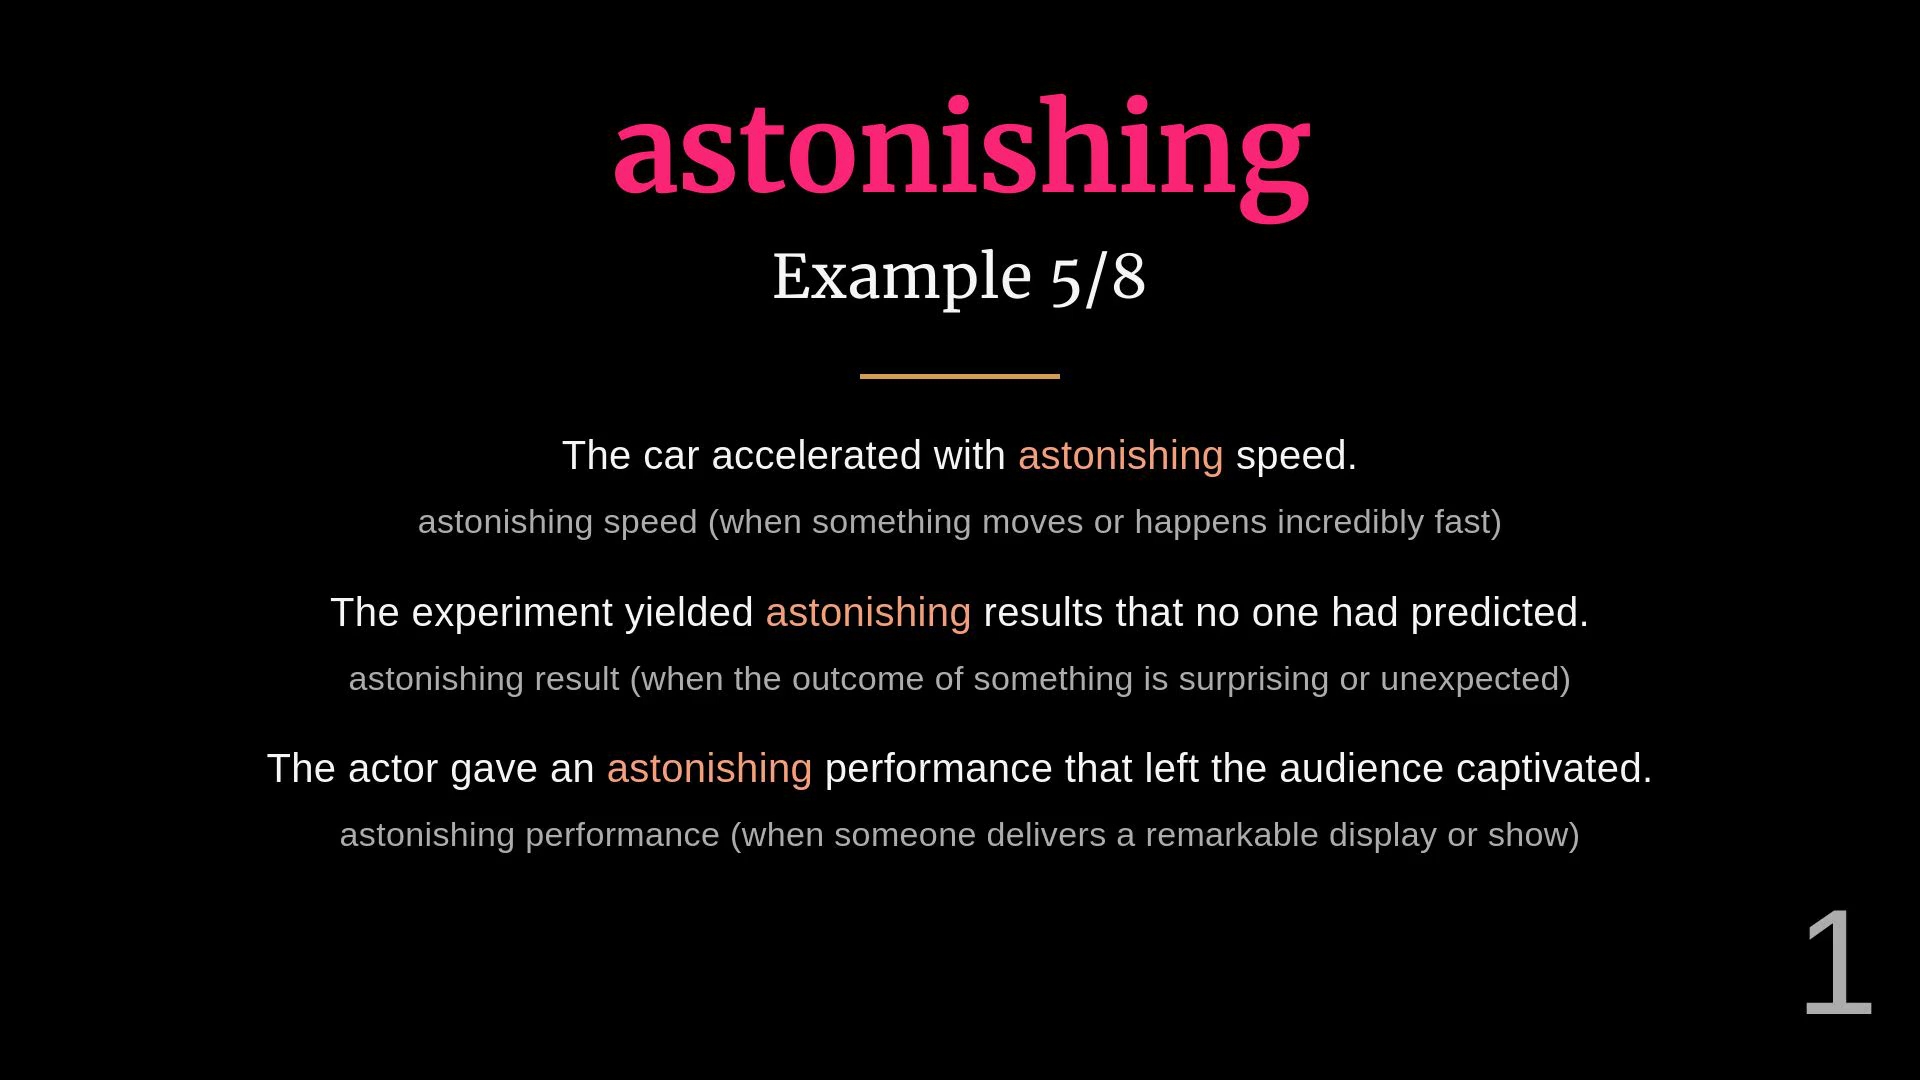 astonishing
Example 5/8
The car accelerated with astonishing speed.
astonishing speed (when something moves or happens incredibly fast)
The experiment yielded astonishing results that no one had predicted.
astonishing result (when the outcome of something is surprising or unexpected)
The actor gave an astonishing performance that left the audience captivated.
astonishing performance (when someone delivers a remarkable display or show)
1